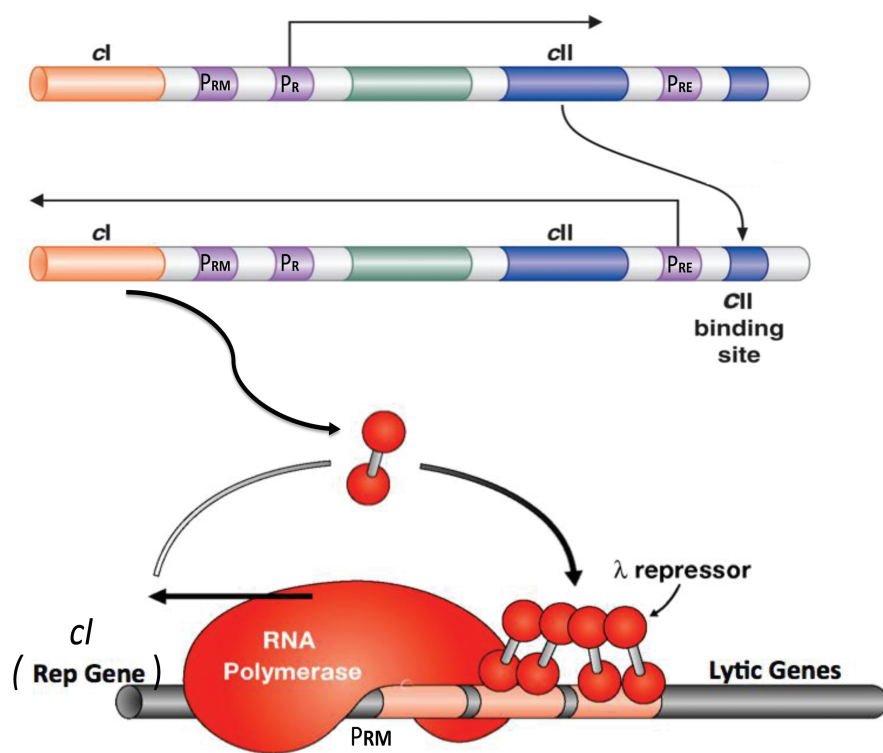 cI
cII
PRM
PR
PRE
cI
cII
PRM
PR
PRE
cII
binding
site
λ repressor
cI
( Rep Gene )
RNA
Polymerase
Lytic Genes
PRM